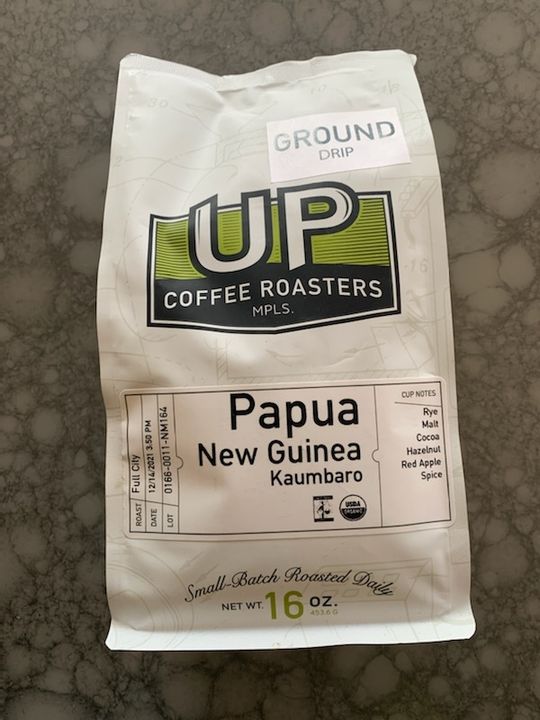 GROUND
DRIP
UP
COFFEE ROASTERS
MPLS.
ROAST Full City
DATE 12/14/2021 3:50 PM
LOT 0166-0011-NM164
Papua
New Guinea
Kaumbaro
USDA
ORGANIC
CUP NOTES
Rye
Malt
Cocoa
Hazelnut
Red Apple
Spice
Small-Batch Roasted Daily
NET WT. 16 OZ.
453.6 G